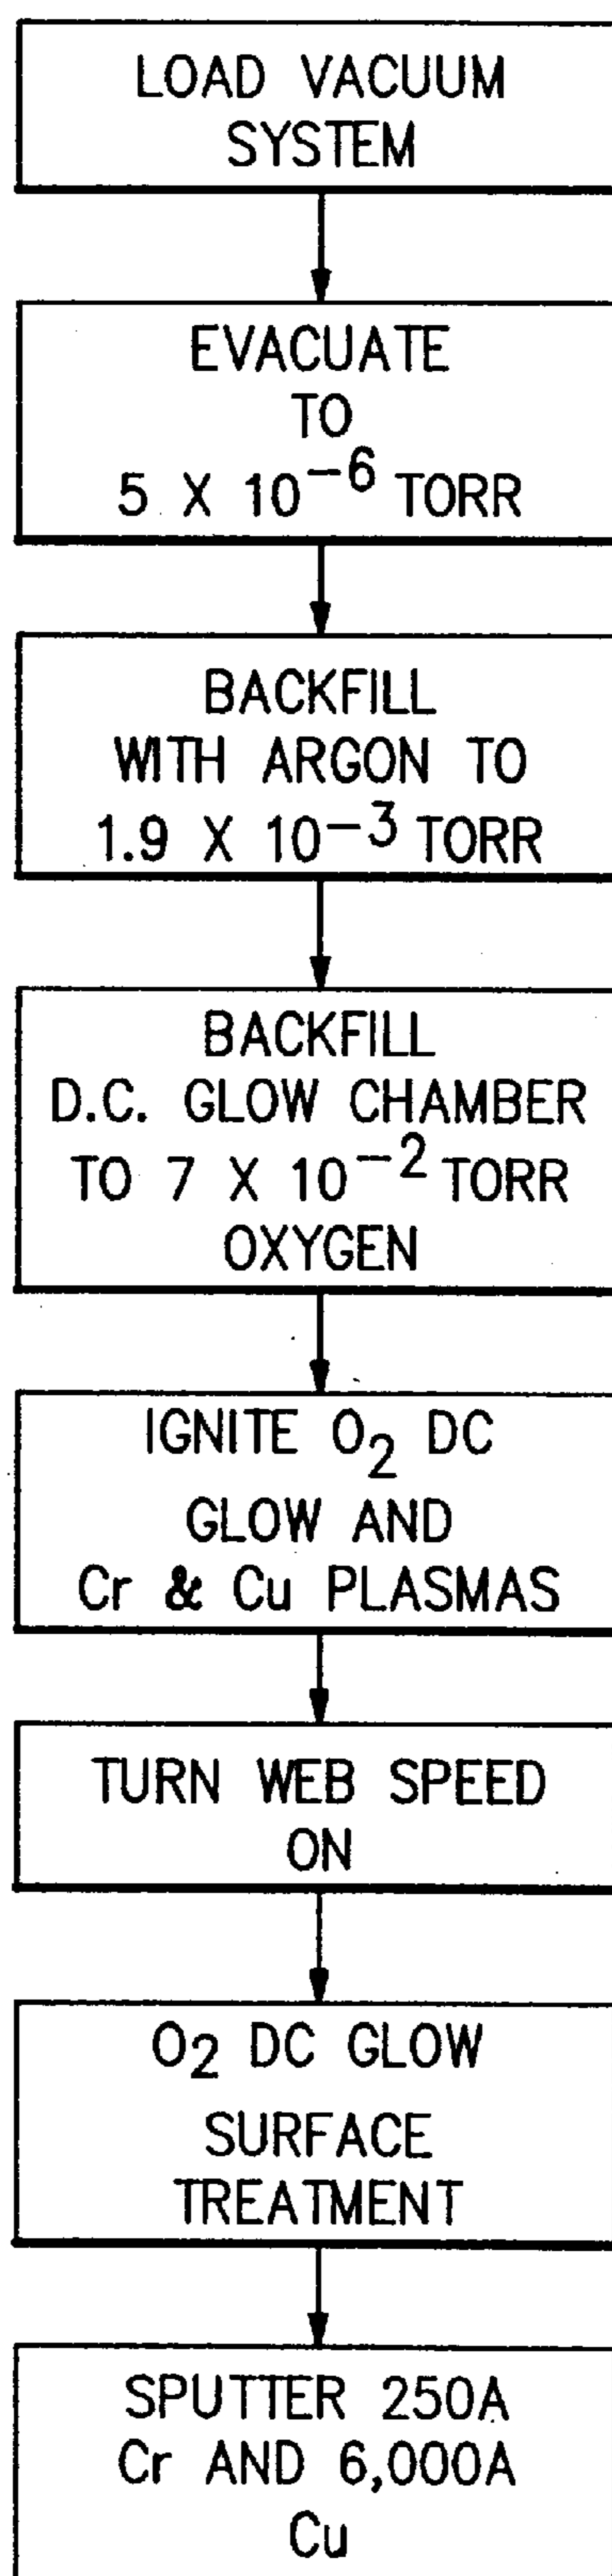 LOAD VACUUM
SYSTEM
EVACUATE
TO
5 X 10⁻⁶ TORR
BACKFILL
WITH ARGON TO
1.9 X 10⁻³ TORR
BACKFILL
D.C. GLOW CHAMBER
TO 7 X 10⁻² TORR
OXYGEN
IGNITE O₂ DC
GLOW AND
Cr & Cu PLASMAS
TURN WEB SPEED
ON
O₂ DC GLOW
SURFACE
TREATMENT
SPUTTER 250A
Cr AND 6,000A
Cu